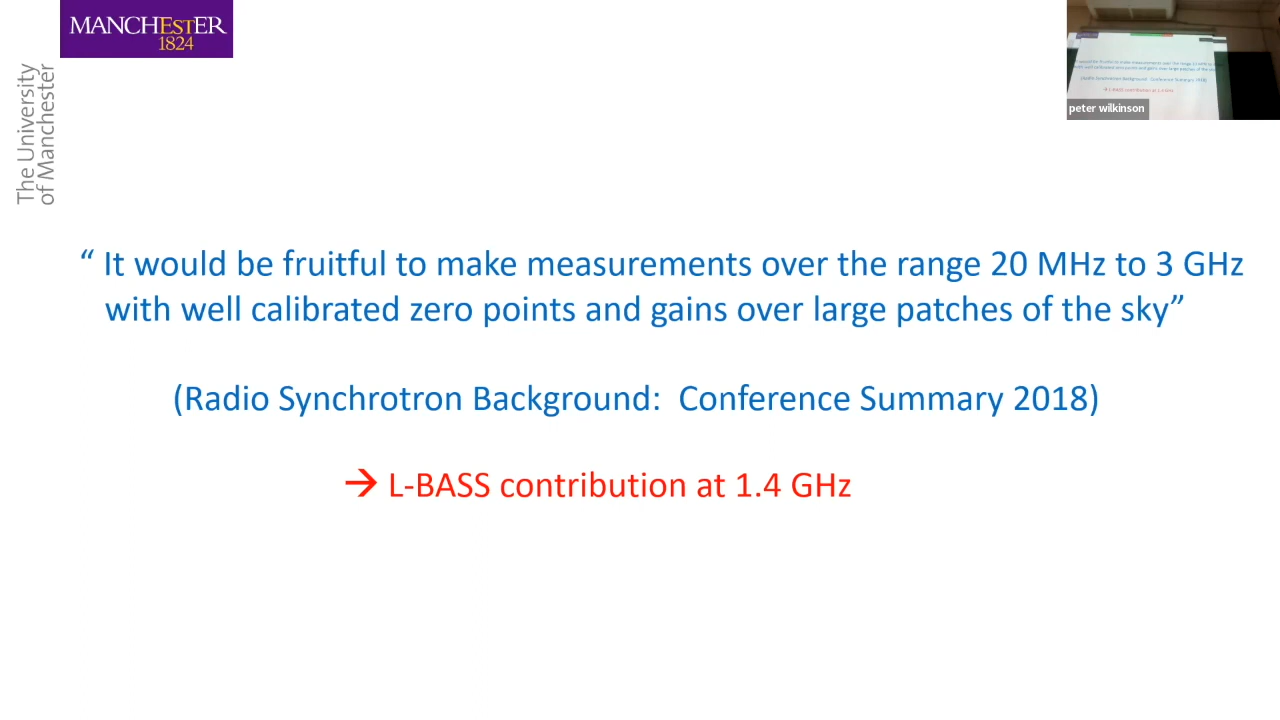 MANCHESTER
1824
The University
of Manchester
“ It would be fruitful to make measurements over the range 20 MHz to 3 GHz
with well calibrated zero points and gains over large patches of the sky”
(Radio Synchrotron Background:  Conference Summary 2018)
→ L-BASS contribution at 1.4 GHz
peter wilkinson